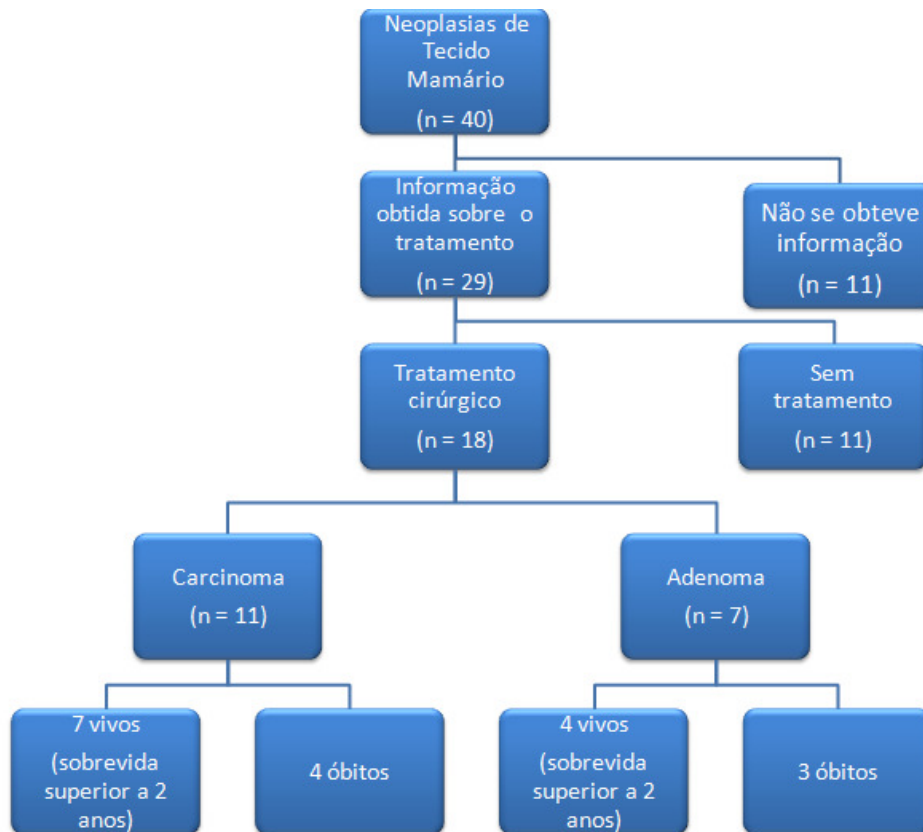 Neoplasias de
Tecido
Mamário
(n = 40)
Informação
obtida sobre o
tratamento
(n = 29)
Não se obteve
informação
(n = 11)
Tratamento
cirúrgico
(n = 18)
Sem
tratamento
(n = 11)
Carcinoma
(n = 11)
Adenoma
(n = 7)
7 vivos
(sobrevida
superior a 2
anos)
4 óbitos
4 vivos
(sobrevida
superior a 2
anos)
3 óbitos